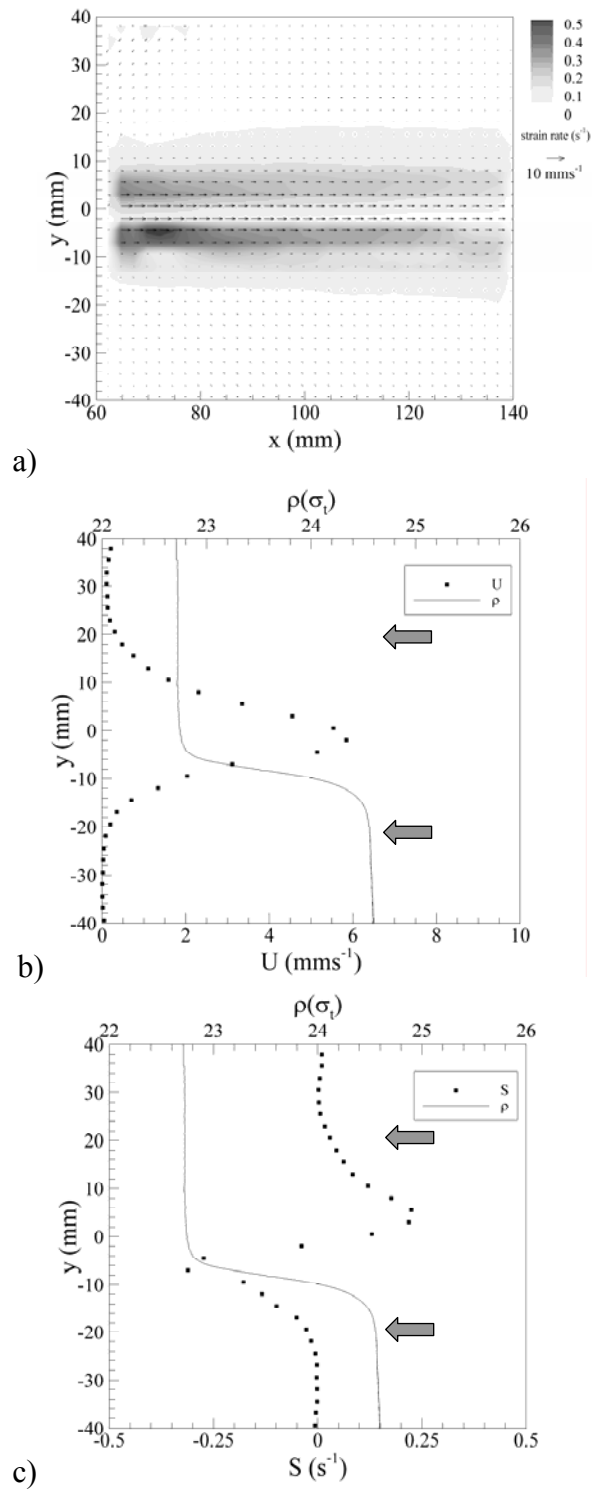 40
30
20
10
0
-10
-20
-30
-40
y (mm)
60 80 100 120 140
x (mm)
0.5
0.4
0.3
0.2
0.1
0
strain rate (s⁻¹)
10 mms⁻¹
a)
ρ(σt)
22 23 24 25 26
40
30
20
10
0
-10
-20
-30
-40
y (mm)
U
ρ
0 2 4 6 8 10
U (mms⁻¹)
b)
ρ(σt)
22 23 24 25 26
40
30
20
10
0
-10
-20
-30
-40
y (mm)
S
ρ
-0.5 -0.25 0 0.25 0.5
S (s⁻¹)
c)